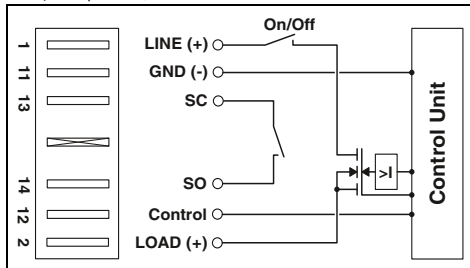 On/Off
1
LINE (+)
11
GND (-)
13
SC
14
SO
12
Control
2
LOAD (+)
>I
Control Unit